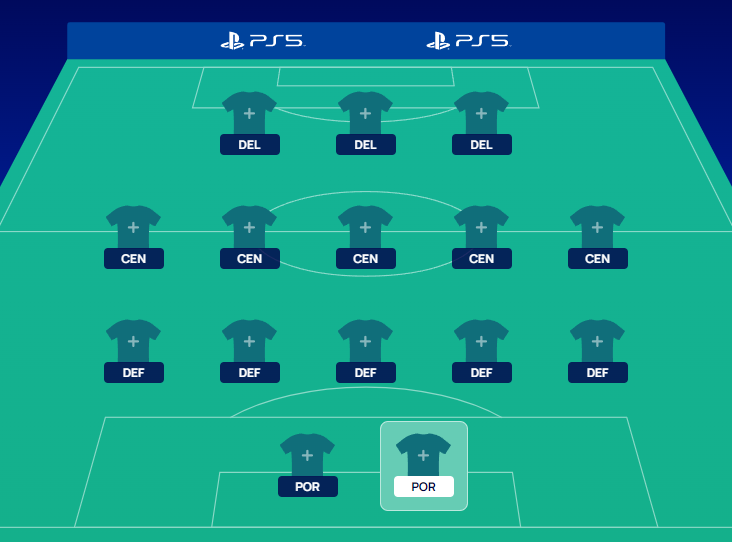 PS5 PS5
DEL DEL DEL
CEN CEN CEN CEN CEN
DEF DEF DEF DEF DEF
POR POR